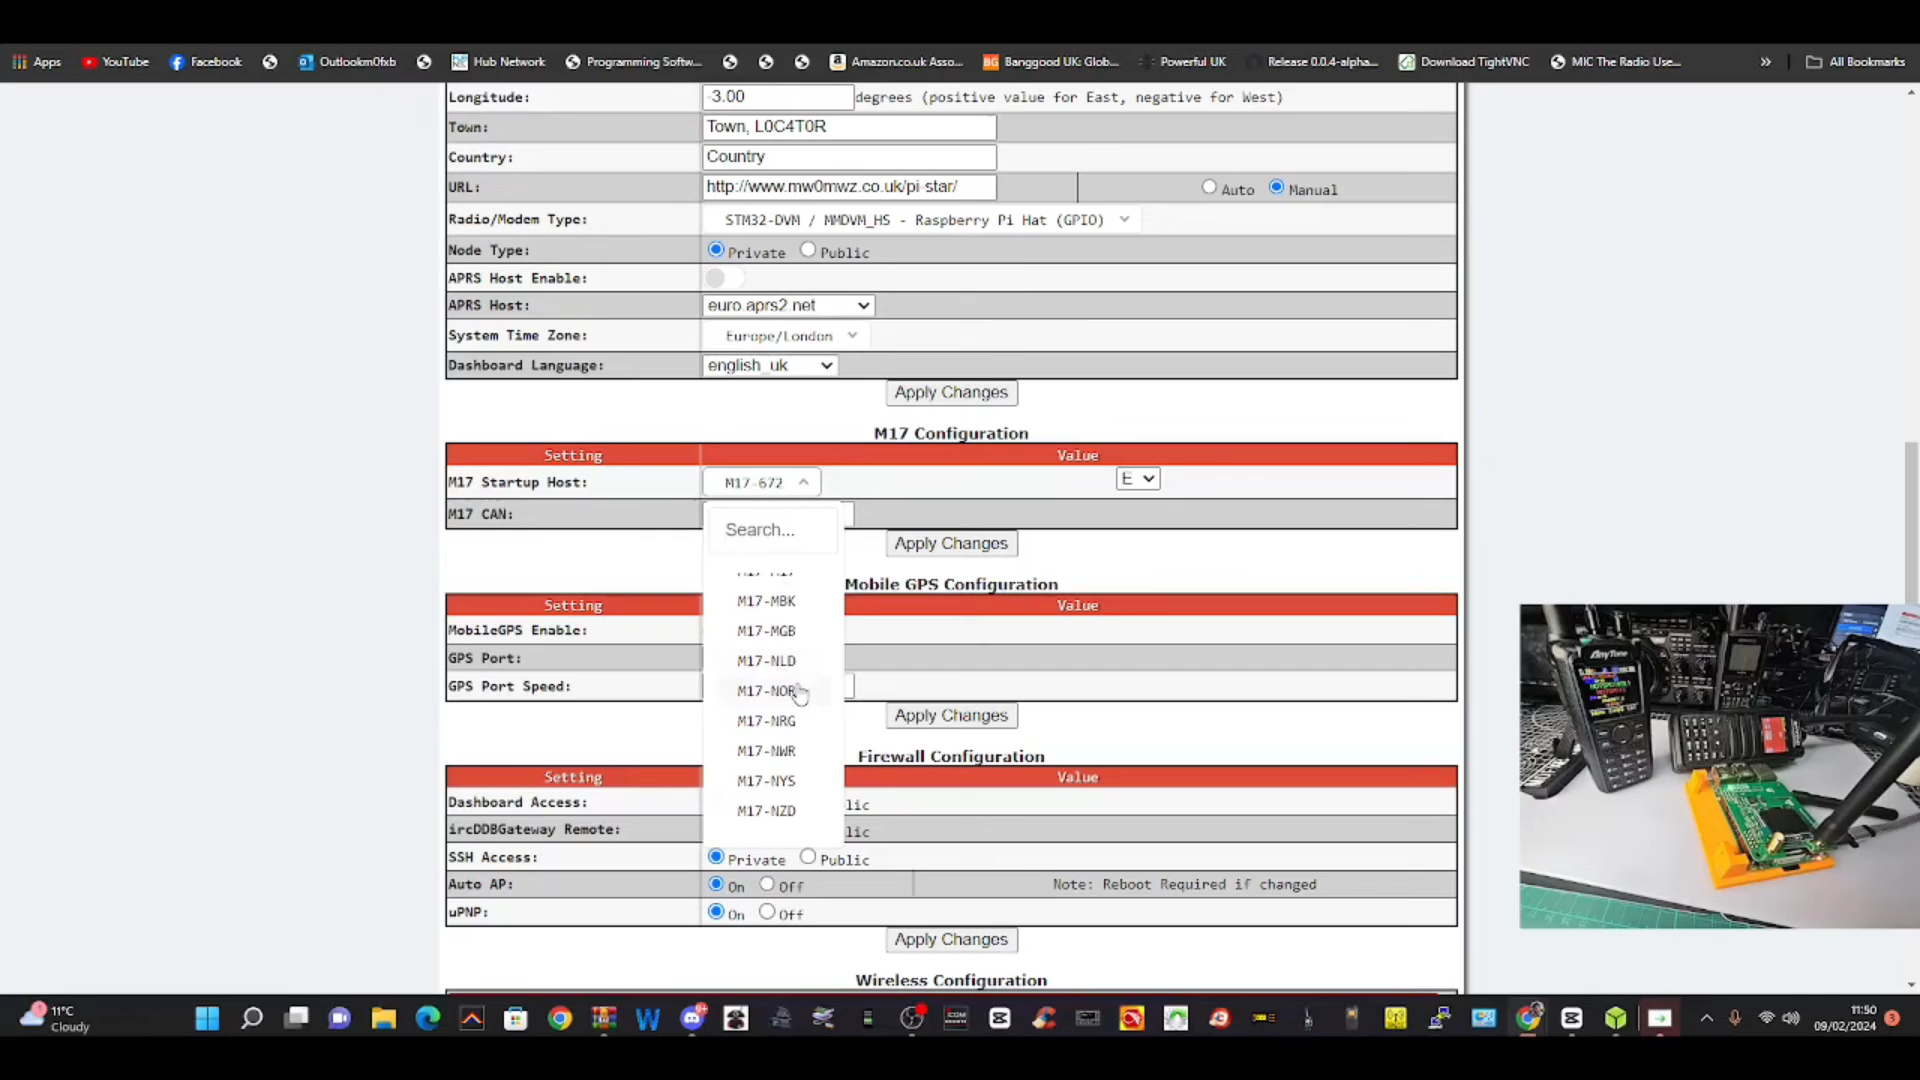 Apps YouTube Facebook Outlookm0fxb Hub Network Programming Softw... Amazon.co.uk Asso... Banggood UK: Glob... Powerful UK Release 0.0.4-alpha... Download TightVNC MIC The Radio Use... » All Bookmarks
Longitude: -3.00 degrees (positive value for East, negative for West)
Town: Town, L0C4T0R
Country: Country
URL: http://www.mw0mwz.co.uk/pi-star/ Auto Manual
Radio/Modem Type: STM32-DVM / MMDVM_HS - Raspberry Pi Hat (GPIO)
Node Type: Private Public
APRS Host Enable:
APRS Host: euro.aprs2.net
System Time Zone: Europe/London
Dashboard Language: english_uk
Apply Changes
M17 Configuration
Setting Value
M17 Startup Host: M17-672 E
M17 CAN:
Search...
Apply Changes
M17-MBK
M17-MGB
M17-NLD
M17-NOR
M17-NRG
M17-NWR
M17-NYS
M17-NZD
Mobile GPS Configuration
Setting Value
MobileGPS Enable:
GPS Port:
GPS Port Speed:
Apply Changes
Firewall Configuration
Setting Value
Dashboard Access: lic
ircDDBGateway Remote: lic
SSH Access: Private Public
Auto AP: On Off Note: Reboot Required if changed
uPNP: On Off
Apply Changes
Wireless Configuration
AnyTone
11°C
Cloudy
11:50
09/02/2024
3